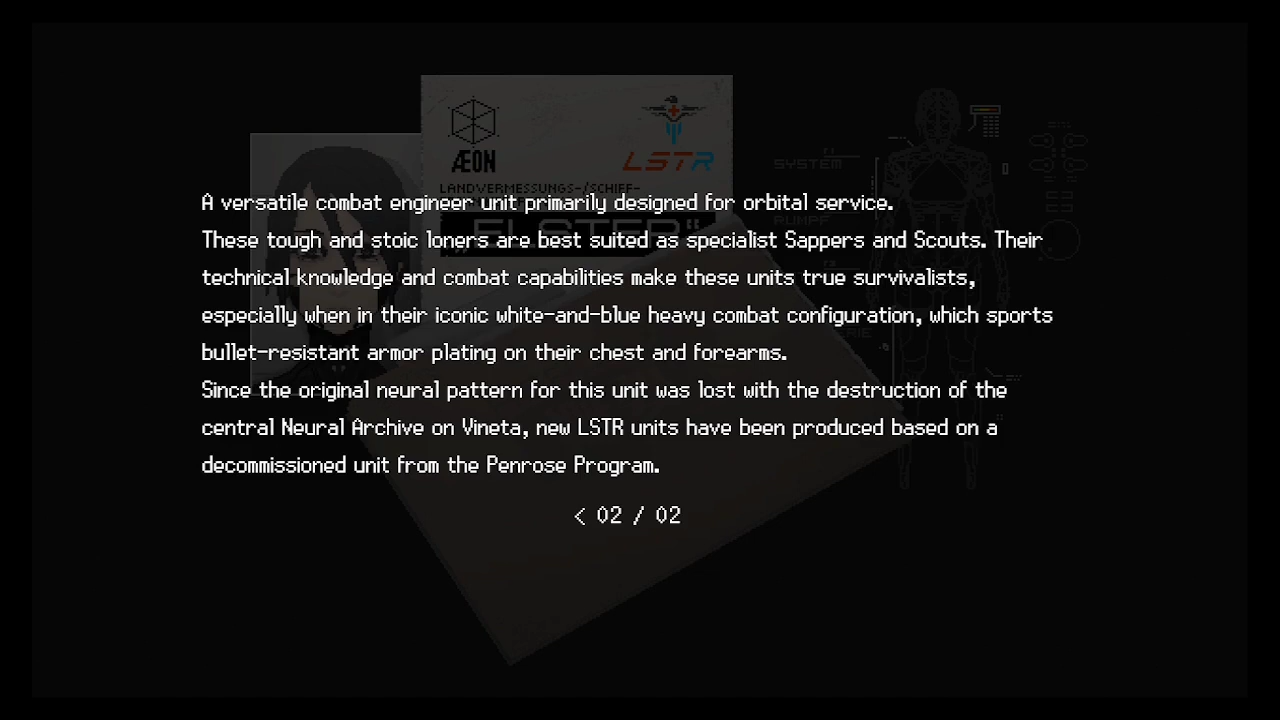 ÆON
LSTR
LANDVERMESSUNGS-/SCHIFF-
SYSTEM
A versatile combat engineer unit primarily designed for orbital service.
RUMPF
„ELSTER“
These tough and stoic loners are best suited as specialist Sappers and Scouts. Their
technical knowledge and combat capabilities make these units true survivalists,
especially when in their iconic white-and-blue heavy combat configuration, which sports
bullet-resistant armor plating on their chest and forearms.
Since the original neural pattern for this unit was lost with the destruction of the
central Neural Archive on Vineta, new LSTR units have been produced based on a
decommissioned unit from the Penrose Program.
< 02 / 02